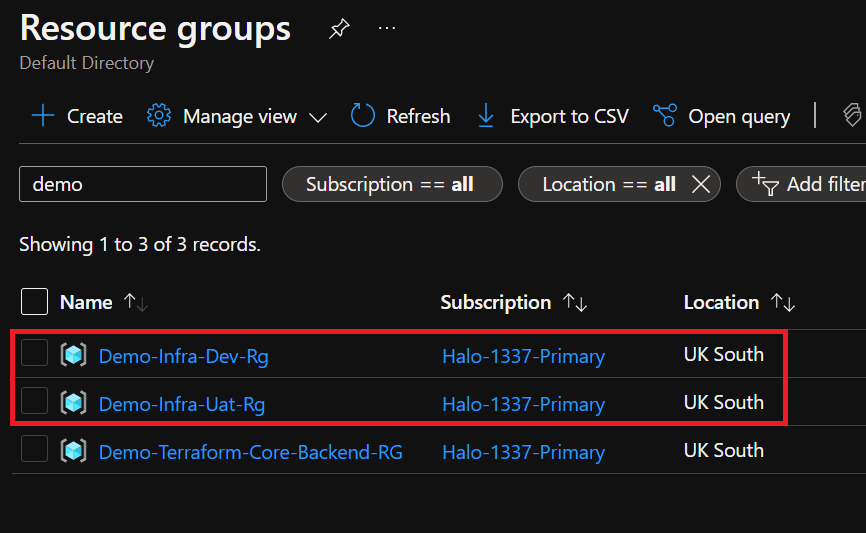 Resource groups
Default Directory
Create Manage view Refresh Export to CSV Open query
demo Subscription == all Location == all Add filter
Showing 1 to 3 of 3 records.
Name Subscription Location
Demo-Infra-Dev-Rg Halo-1337-Primary UK South
Demo-Infra-Uat-Rg Halo-1337-Primary UK South
Demo-Terraform-Core-Backend-RG Halo-1337-Primary UK South